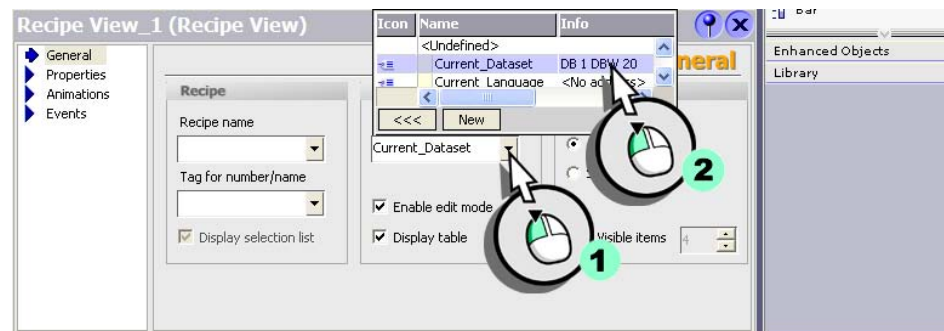 Recipe View_1 (Recipe View)
General
Properties
Animations
Events
Recipe
Recipe name
Tag for number/name
Display selection list
Icon Name Info
<Undefined>
Current_Dataset DB 1 DBW 20
Current_Language <No address>
<<< New
Current_Dataset
Enable edit mode
Display table
Visible items 4
1
2
Bar
Enhanced Objects
Library